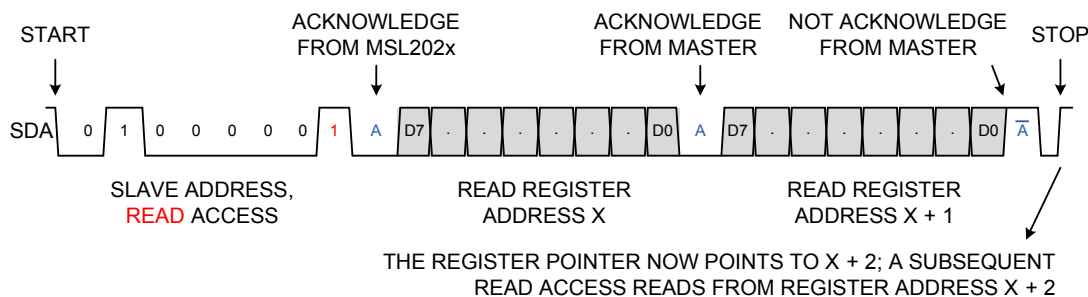 START
ACKNOWLEDGE
FROM MSL202x
ACKNOWLEDGE
FROM MASTER
NOT ACKNOWLEDGE
FROM MASTER
STOP
SDA 0 1 0 0 0 0 0 1 A D7 . . . . . . D0 A D7 . . . . . . D0 A̅
SLAVE ADDRESS,
READ ACCESS
READ REGISTER
ADDRESS X
READ REGISTER
ADDRESS X + 1
THE REGISTER POINTER NOW POINTS TO X + 2; A SUBSEQUENT
READ ACCESS READS FROM REGISTER ADDRESS X + 2